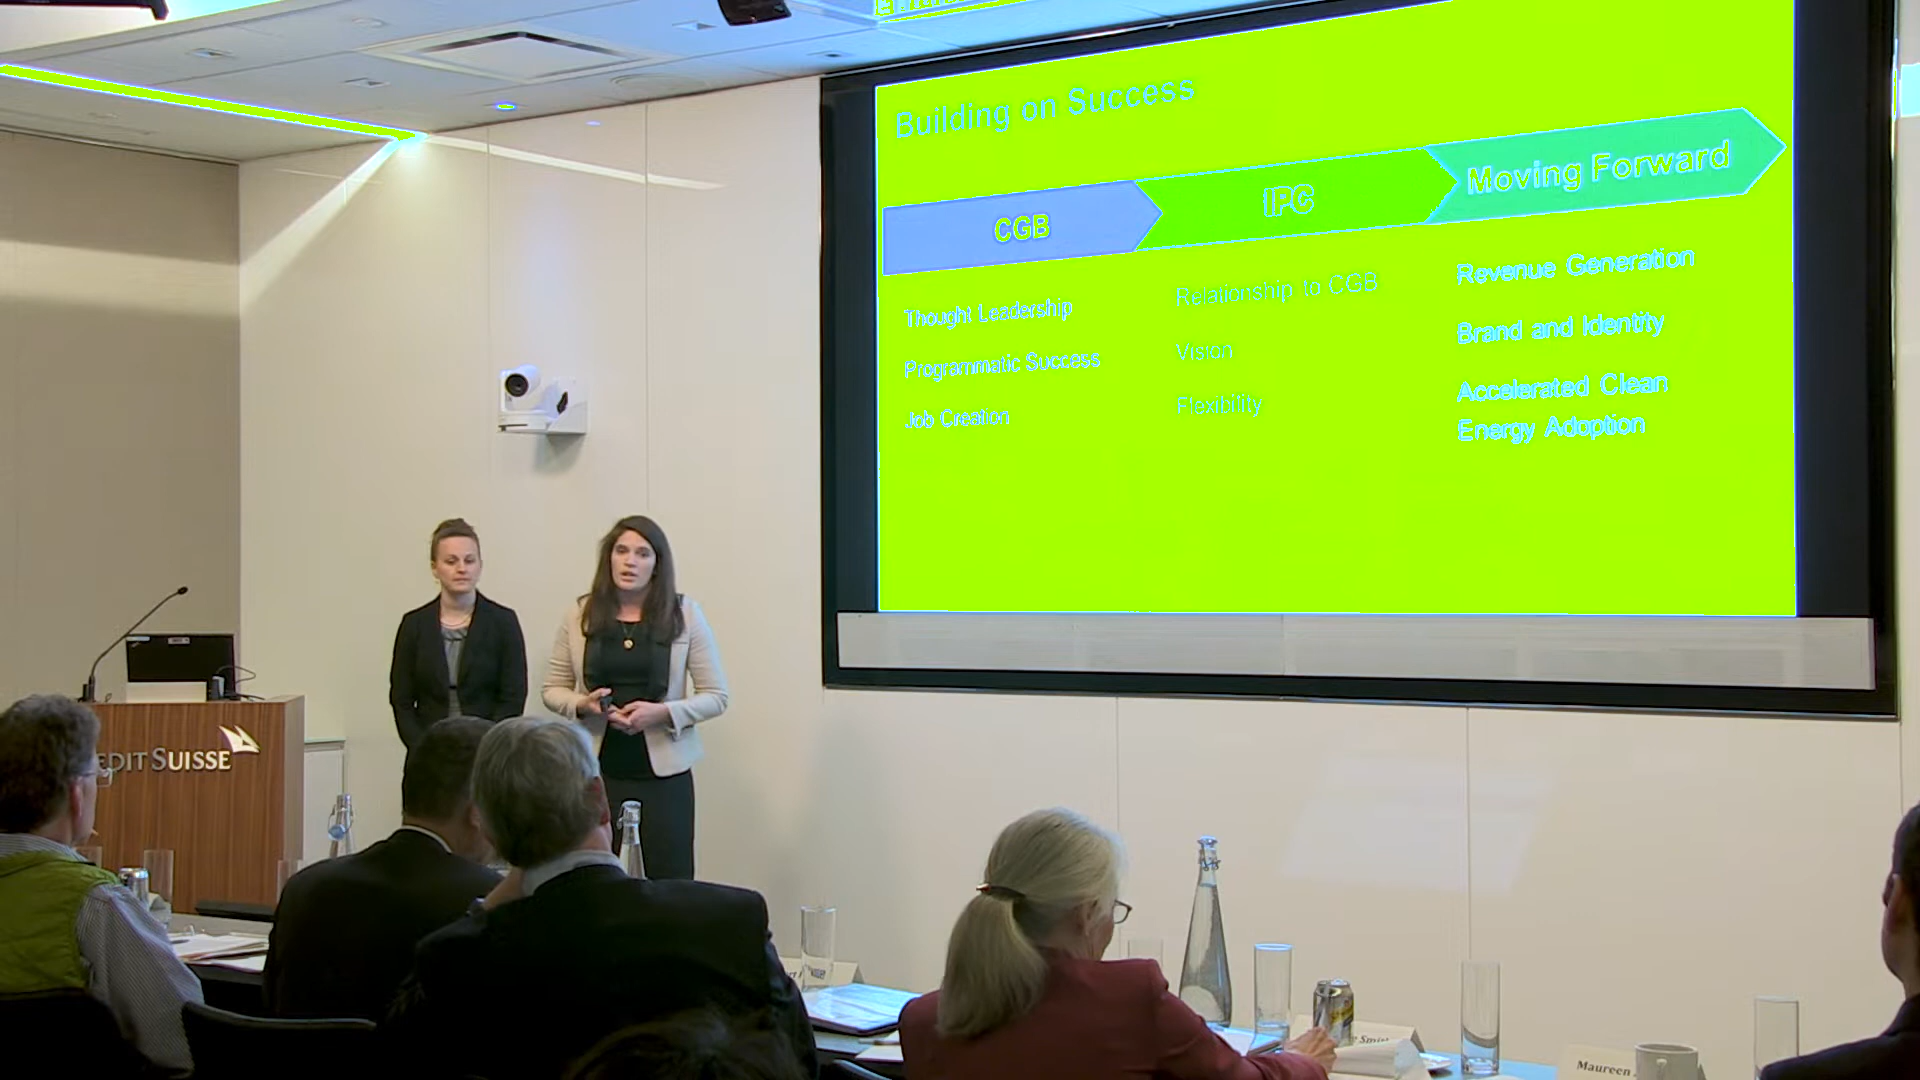 Building on Success
CGB
IPC
Moving Forward
Thought Leadership
Programmatic Success
Job Creation
Relationship to CGB
Vision
Flexibility
Revenue Generation
Brand and Identity
Accelerated Clean
Energy Adoption
EDIT SUISSE
Maureen